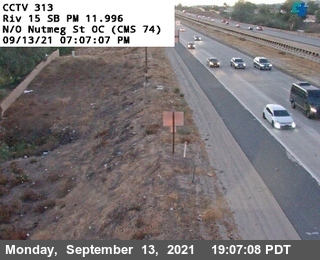 CCTV 313
Riv 15 SB PM 11.996
N/O Nutmeg St OC (CMS 74)
09/13/21 07:07:07 PM
Monday, September 13, 2021 19:07:08 PDT